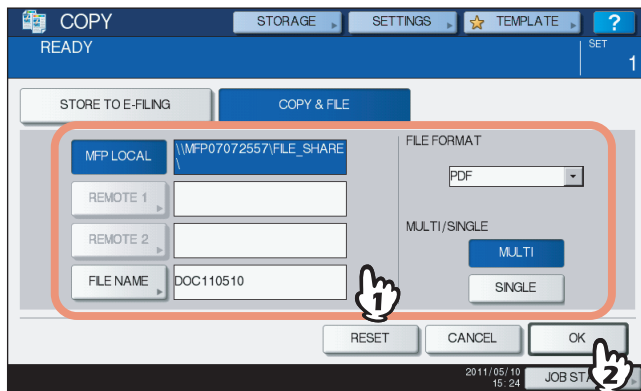 COPY
STORAGE
SETTINGS
TEMPLATE
?
READY
SET
1
STORE TO E-FILING
COPY & FILE
MFP LOCAL
\\MFP07072557\FILE_SHARE
\
REMOTE 1
REMOTE 2
FILE NAME
DOC110510
FILE FORMAT
PDF
MULTI/SINGLE
MULTI
SINGLE
1
RESET
CANCEL
OK
2
2011/05/10
15:24
JOB ST